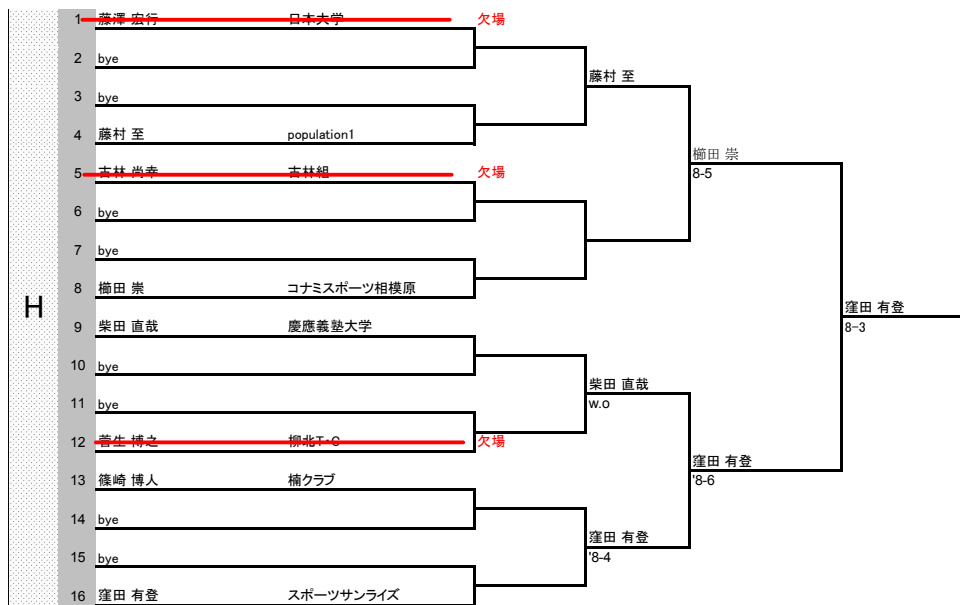 H
1 藤澤 宏行 日本大学 欠場
2 bye
3 bye
4 藤村 至 population1
5 古林 尚幸 古林組 欠場
6 bye
7 bye
8 櫛田 崇 コナミスポーツ相模原
9 柴田 直哉 慶應義塾大学
10 bye
11 bye
12 菅生 博之 柳北T・C 欠場
13 篠崎 博人 楠クラブ
14 bye
15 bye
16 窪田 有登 スポーツサンライズ
藤村 至
柴田 直哉
w.o
窪田 有登
'8-4
櫛田 崇
8-5
窪田 有登
'8-6
窪田 有登
8-3